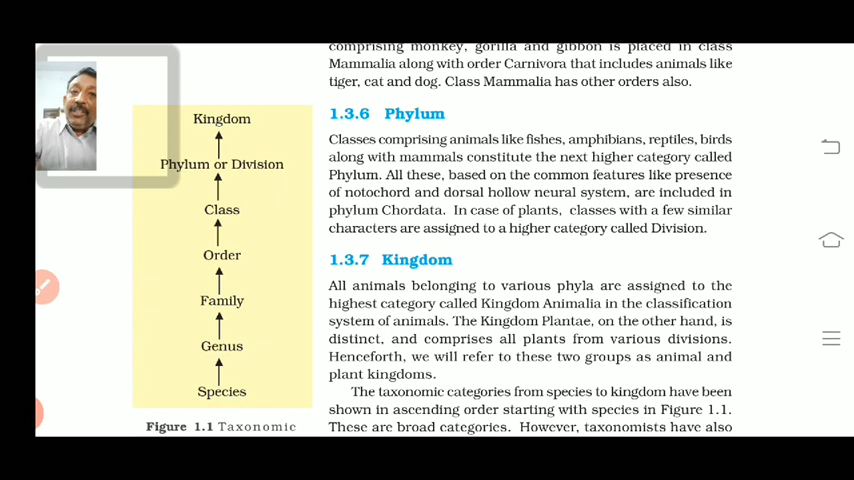 Kingdom
Phylum or Division
Class
Order
Family
Genus
Species
Figure 1.1 Taxonomic
comprising monkey, gorilla and gibbon is placed in class
Mammalia along with order Carnivora that includes animals like
tiger, cat and dog. Class Mammalia has other orders also.
1.3.6 Phylum
Classes comprising animals like fishes, amphibians, reptiles, birds
along with mammals constitute the next higher category called
Phylum. All these, based on the common features like presence
of notochord and dorsal hollow neural system, are included in
phylum Chordata. In case of plants, classes with a few similar
characters are assigned to a higher category called Division.
1.3.7 Kingdom
All animals belonging to various phyla are assigned to the
highest category called Kingdom Animalia in the classification
system of animals. The Kingdom Plantae, on the other hand, is
distinct, and comprises all plants from various divisions.
Henceforth, we will refer to these two groups as animal and
plant kingdoms.
The taxonomic categories from species to kingdom have been
shown in ascending order starting with species in Figure 1.1.
These are broad categories. However, taxonomists have also